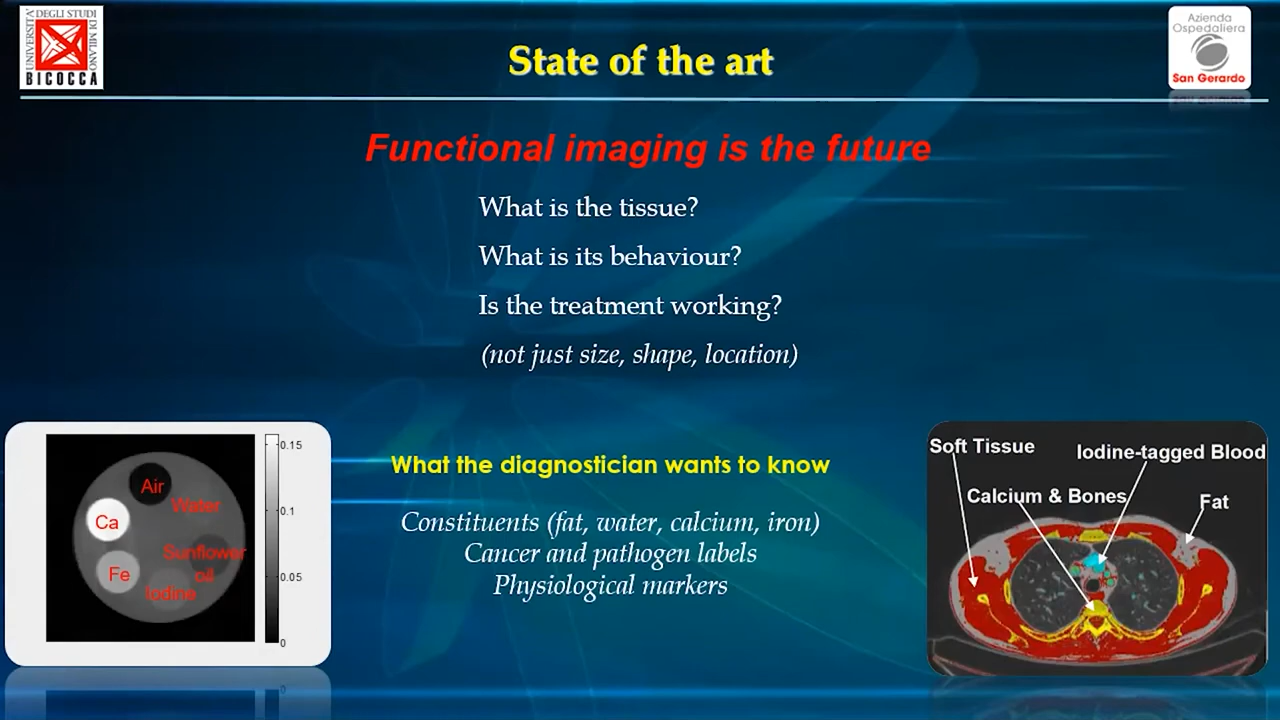 UNIVERSITA' DEGLI STUDI DI MILANO
BICOCCA
State of the art
Azienda
Ospedaliera
San Gerardo
Functional imaging is the future
What is the tissue?
What is its behaviour?
Is the treatment working?
(not just size, shape, location)
Air
Water
Ca
Sunflower
oil
Fe
Iodine
0.15
0.1
0.05
0
What the diagnostician wants to know
Constituents (fat, water, calcium, iron)
Cancer and pathogen labels
Physiological markers
Soft Tissue
Iodine-tagged Blood
Calcium & Bones
Fat